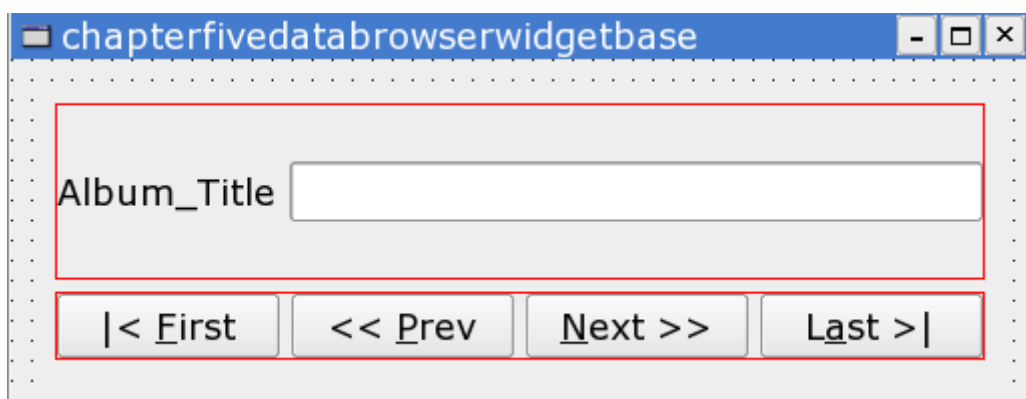 chapterfivedatabrowserwidgetbase
Album_Title
|< First << Prev Next >> Last >|